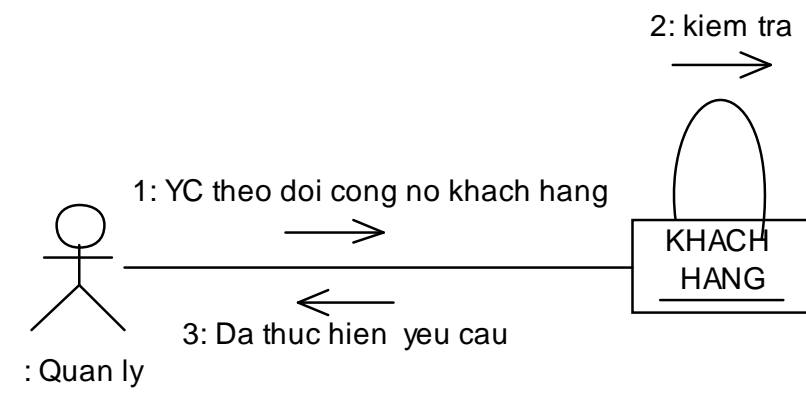 2: kiem tra
1: YC theo doi cong no khach hang
KHACH
HANG
3: Da thuc hien yeu cau
: Quan ly